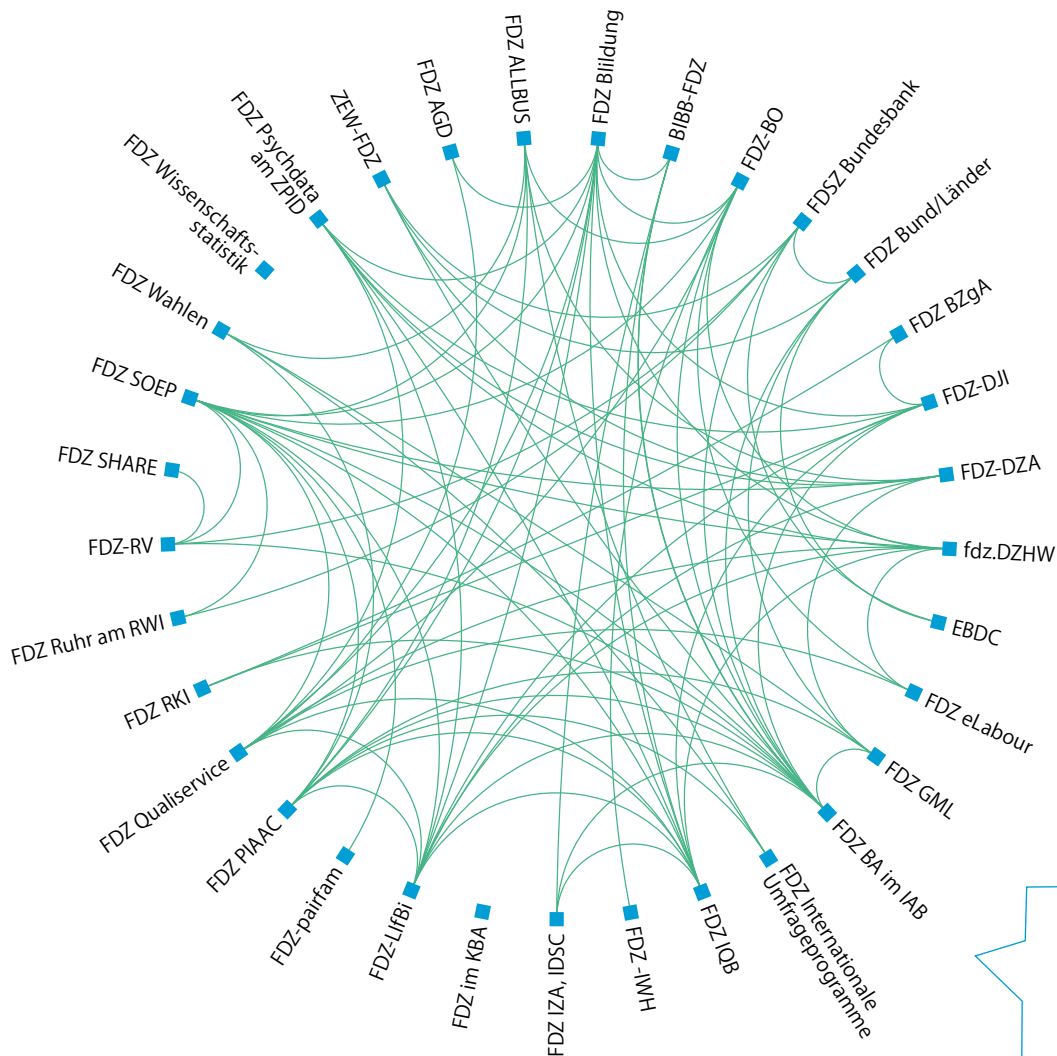 FDZ ALLBUS
FDZ BIildung
BIBB-FDZ
FDZ-BO
FDSZ Bundesbank
FDZ Bund/Länder
FDZ BZgA
FDZ-DJI
FDZ-DZA
fdz.DZHW
EBDC
FDZ eLabour
FDZ GML
FDZ BA im IAB
FDZ Internationale
Umfrageprogramme
FDZ IQB
FDZ -IWH
FDZ IZA, IDSC
FDZ im KBA
FDZ-LIfBi
FDZ-pairfam
FDZ PIAAC
FDZ Qualiservice
FDZ RKI
FDZ Ruhr am RWI
FDZ-RV
FDZ SHARE
FDZ SOEP
FDZ Wahlen
FDZ Wissenschafts-
statistik
FDZ Psychdata
am ZPID
ZEW-FDZ
FDZ AGD